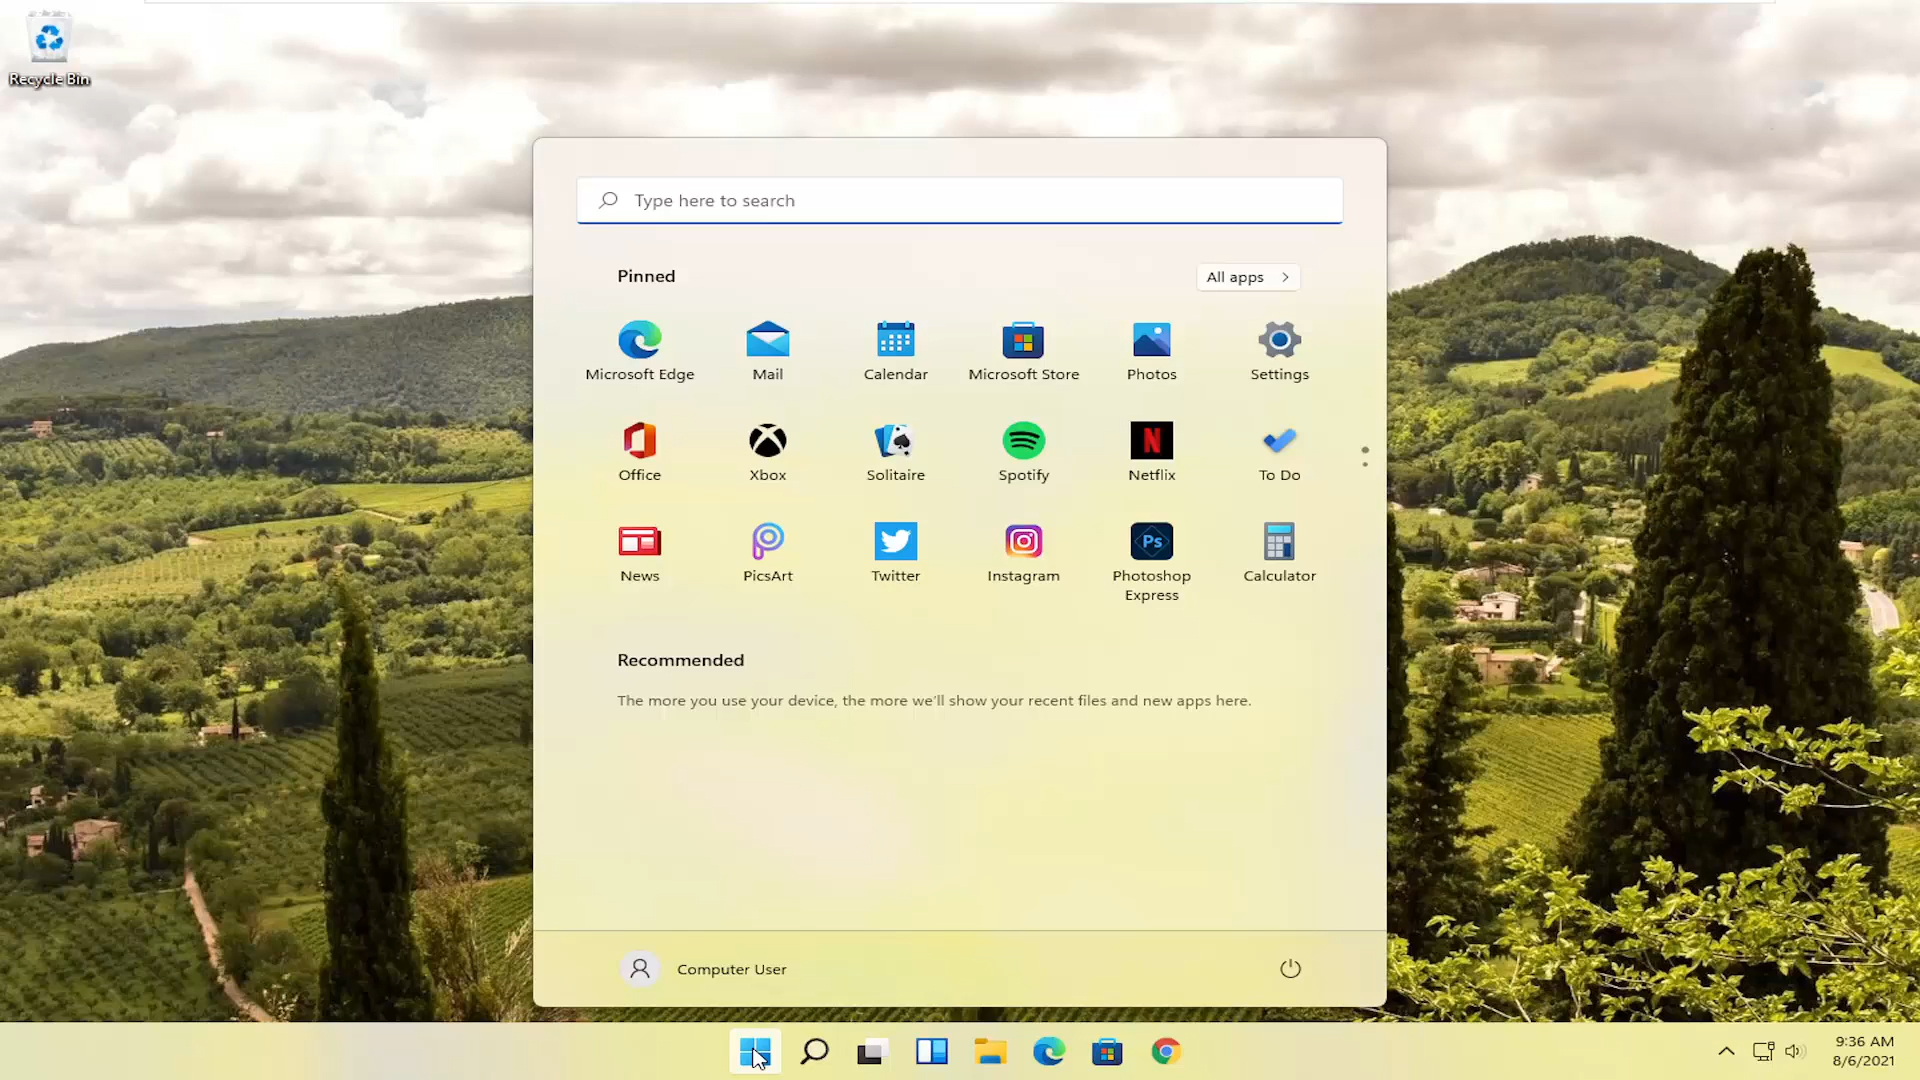 Recycle Bin
Type here to search
Pinned
All apps
Microsoft Edge
Mail
Calendar
Microsoft Store
Photos
Settings
Office
Xbox
Solitaire
Spotify
N
Netflix
To Do
News
PicsArt
Twitter
Instagram
Ps
Photoshop
Express
Calculator
Recommended
The more you use your device, the more we'll show your recent files and new apps here.
Computer User
9:36 AM
8/6/2021